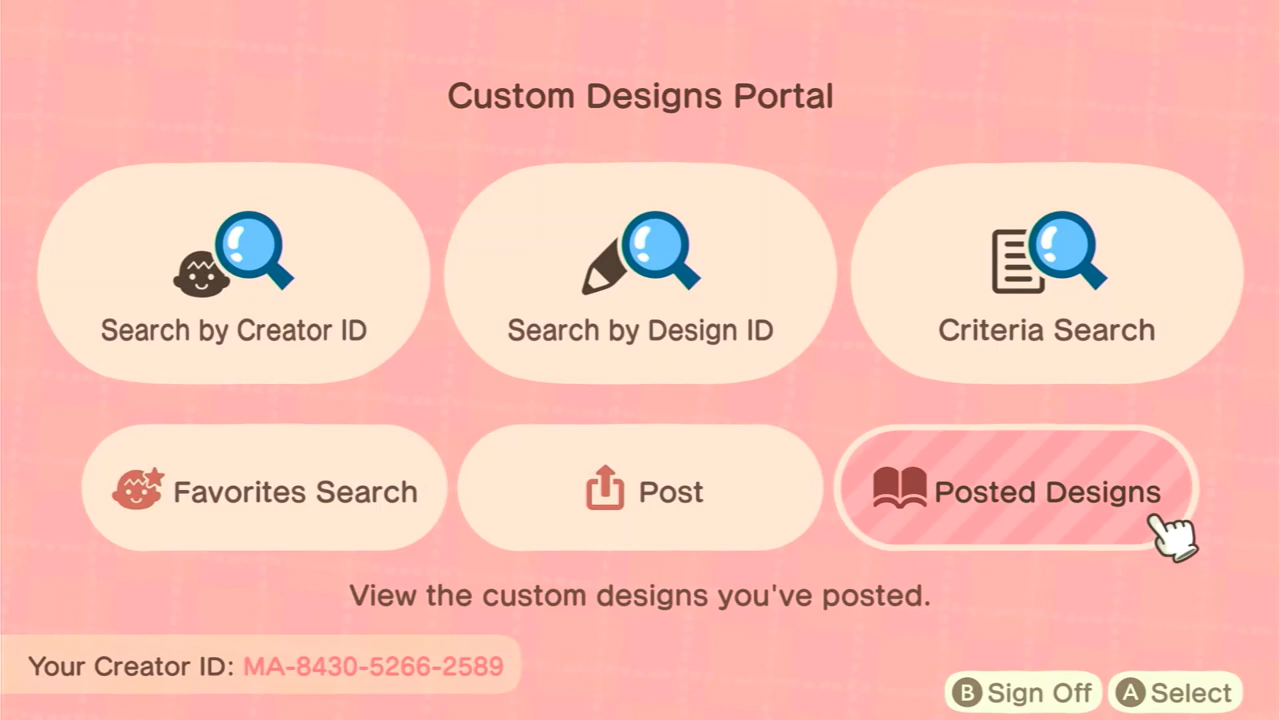 Custom Designs Portal
Search by Creator ID
Search by Design ID
Criteria Search
Favorites Search
Post
Posted Designs
View the custom designs you've posted.
Your Creator ID: MA-8430-5266-2589
B Sign Off A Select